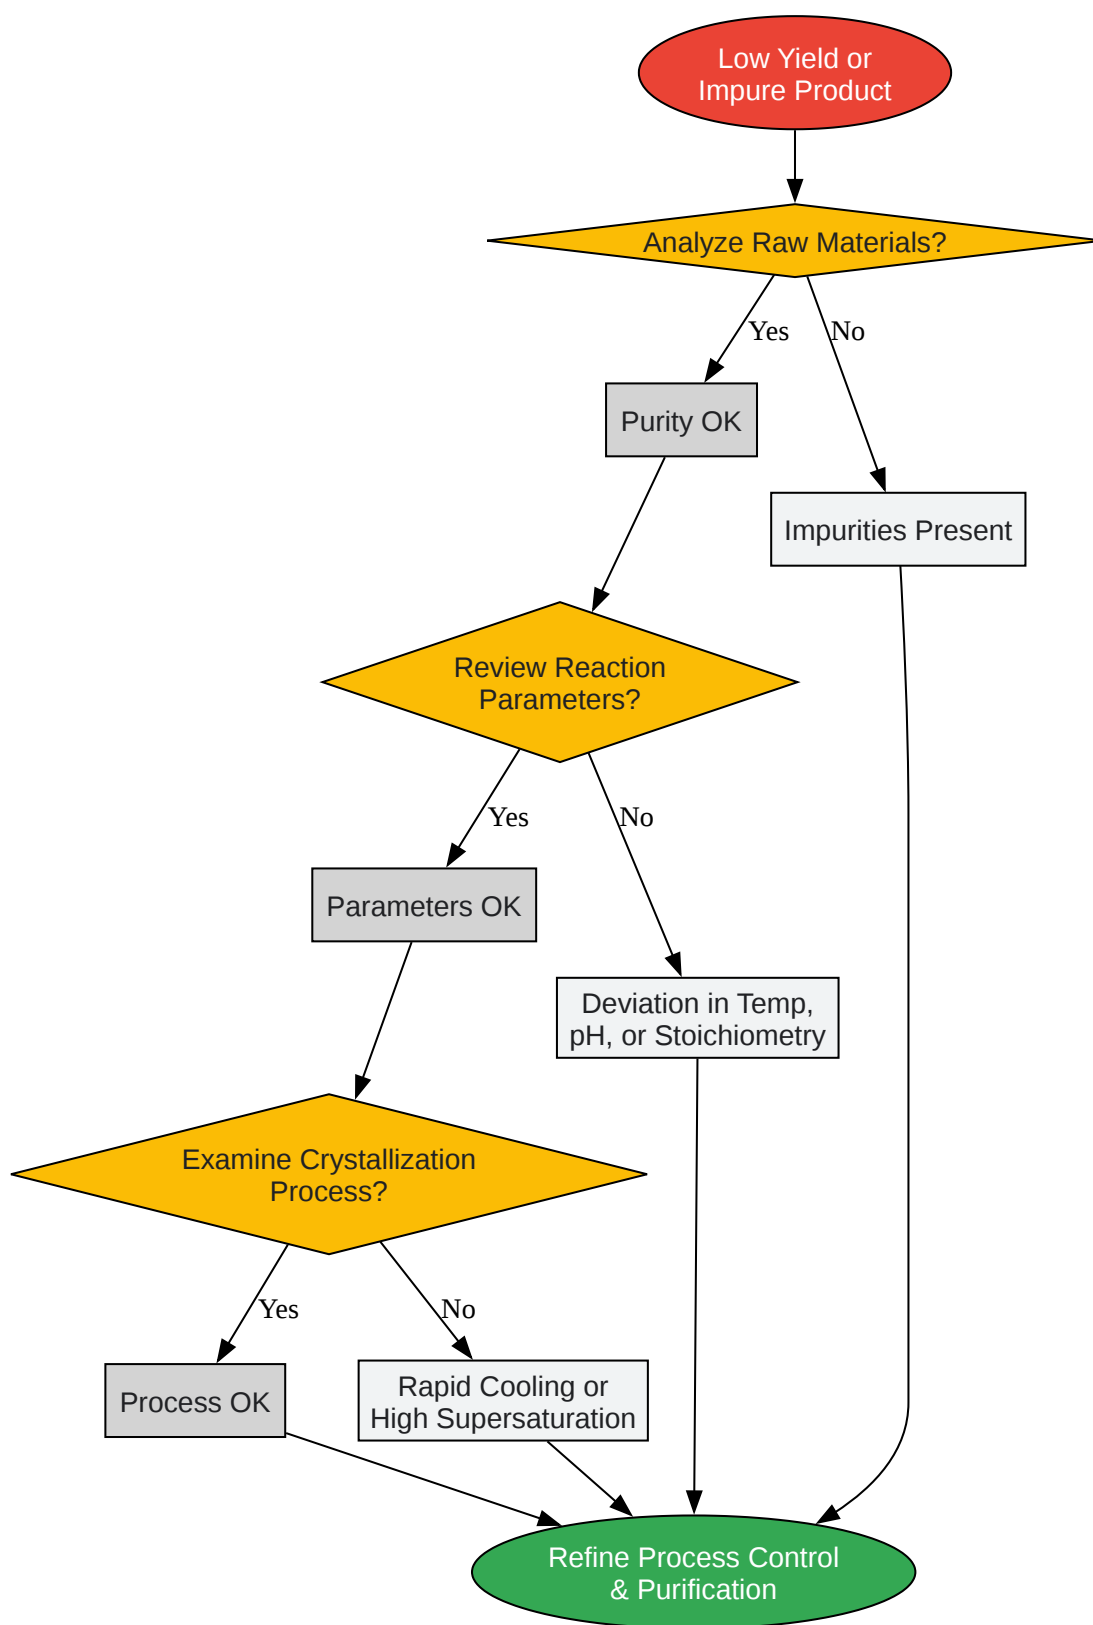 Low Yield or
Impure Product
Analyze Raw Materials?
Yes
No
Purity OK
Impurities Present
Review Reaction
Parameters?
Yes
No
Parameters OK
Deviation in Temp,
pH, or Stoichiometry
Examine Crystallization
Process?
Yes
No
Process OK
Rapid Cooling or
High Supersaturation
Refine Process Control
& Purification